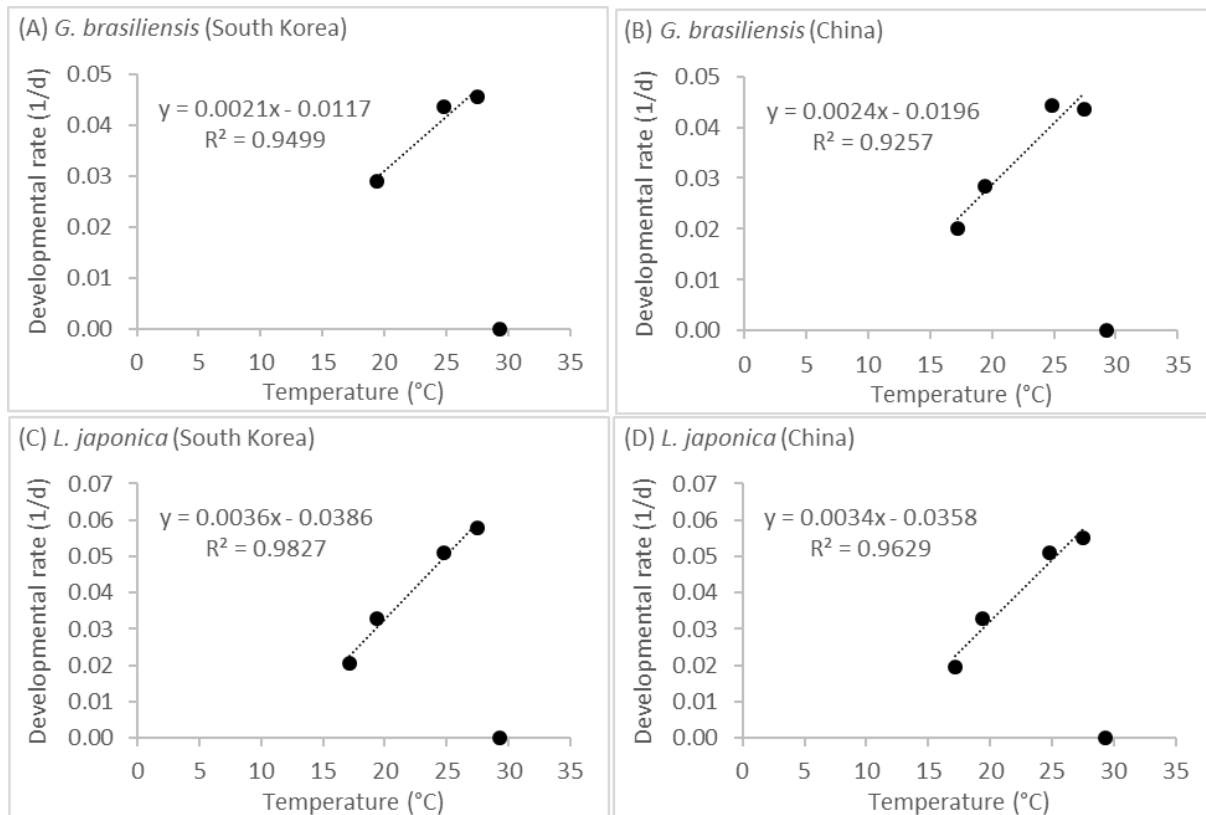 (A) G. brasiliensis (South Korea)
Developmental rate (1/d)
0.05
0.04
0.03
0.02
0.01
0.00
y = 0.0021x - 0.0117
R² = 0.9499
0 5 10 15 20 25 30 35
Temperature (°C)
(B) G. brasiliensis (China)
Developmental rate (1/d)
0.05
0.04
0.03
0.02
0.01
0.00
y = 0.0024x - 0.0196
R² = 0.9257
0 5 10 15 20 25 30 35
Temperature (°C)
(C) L. japonica (South Korea)
Developmental rate (1/d)
0.07
0.06
0.05
0.04
0.03
0.02
0.01
0.00
y = 0.0036x - 0.0386
R² = 0.9827
0 5 10 15 20 25 30 35
Temperature (°C)
(D) L. japonica (China)
Developmental rate (1/d)
0.07
0.06
0.05
0.04
0.03
0.02
0.01
0.00
y = 0.0034x - 0.0358
R² = 0.9629
0 5 10 15 20 25 30 35
Temperature (°C)